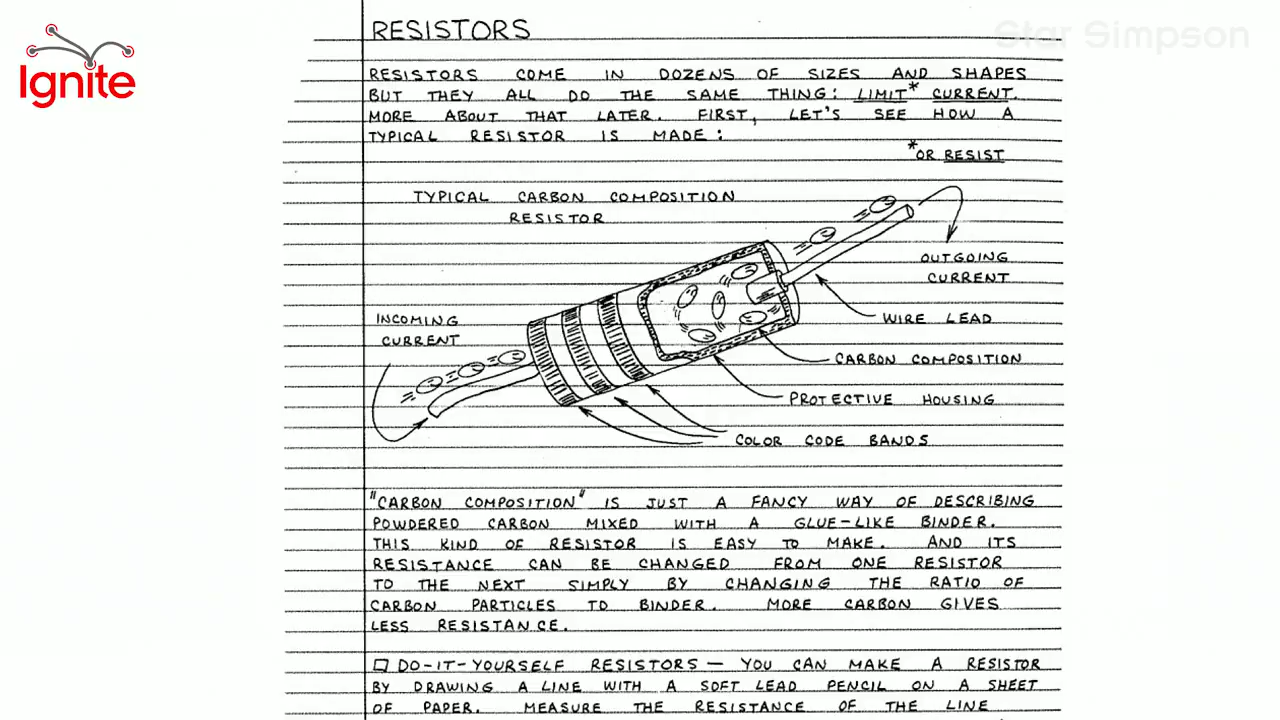 Ignite
Star Simpson
RESISTORS
RESISTORS COME IN DOZENS OF SIZES AND SHAPES
BUT THEY ALL DO THE SAME THING: LIMIT* CURRENT.
MORE ABOUT THAT LATER. FIRST, LET'S SEE HOW A
TYPICAL RESISTOR IS MADE:
*OR RESIST
TYPICAL CARBON COMPOSITION
RESISTOR
OUTGOING
CURRENT
INCOMING
CURRENT
WIRE LEAD
CARBON COMPOSITION
PROTECTIVE HOUSING
COLOR CODE BANDS
"CARBON COMPOSITION" IS JUST A FANCY WAY OF DESCRIBING
POWDERED CARBON MIXED WITH A GLUE-LIKE BINDER.
THIS KIND OF RESISTOR IS EASY TO MAKE. AND ITS
RESISTANCE CAN BE CHANGED FROM ONE RESISTOR
TO THE NEXT SIMPLY BY CHANGING THE RATIO OF
CARBON PARTICLES TO BINDER. MORE CARBON GIVES
LESS RESISTANCE.
□ DO-IT-YOURSELF RESISTORS — YOU CAN MAKE A RESISTOR
BY DRAWING A LINE WITH A SOFT LEAD PENCIL ON A SHEET
OF PAPER. MEASURE THE RESISTANCE OF THE LINE